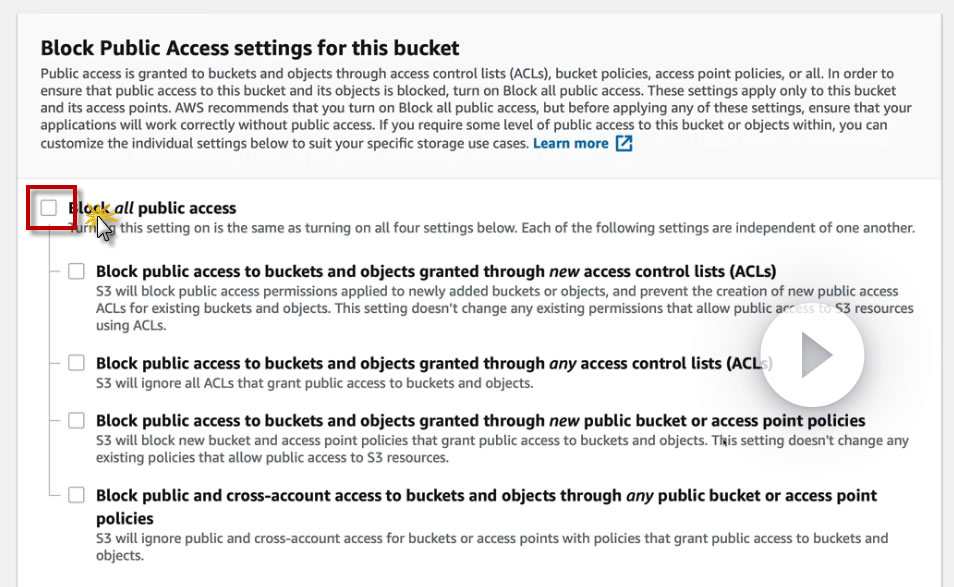 Block Public Access settings for this bucket
Public access is granted to buckets and objects through access control lists (ACLs), bucket policies, access point policies, or all. In order to
ensure that public access to this bucket and its objects is blocked, turn on Block all public access. These settings apply only to this bucket
and its access points. AWS recommends that you turn on Block all public access, but before applying any of these settings, ensure that your
applications will work correctly without public access. If you require some level of public access to this bucket or objects within, you can
customize the individual settings below to suit your specific storage use cases. Learn more
Block all public access
Turning this setting on is the same as turning on all four settings below. Each of the following settings are independent of one another.
Block public access to buckets and objects granted through new access control lists (ACLs)
S3 will block public access permissions applied to newly added buckets or objects, and prevent the creation of new public access
ACLs for existing buckets and objects. This setting doesn't change any existing permissions that allow public access to S3 resources
using ACLs.
Block public access to buckets and objects granted through any access control lists (ACLs)
S3 will ignore all ACLs that grant public access to buckets and objects.
Block public access to buckets and objects granted through new public bucket or access point policies
S3 will block new bucket and access point policies that grant public access to buckets and objects. This setting doesn't change any
existing policies that allow public access to S3 resources.
Block public and cross-account access to buckets and objects through any public bucket or access point
policies
S3 will ignore public and cross-account access for buckets or access points with policies that grant public access to buckets and
objects.